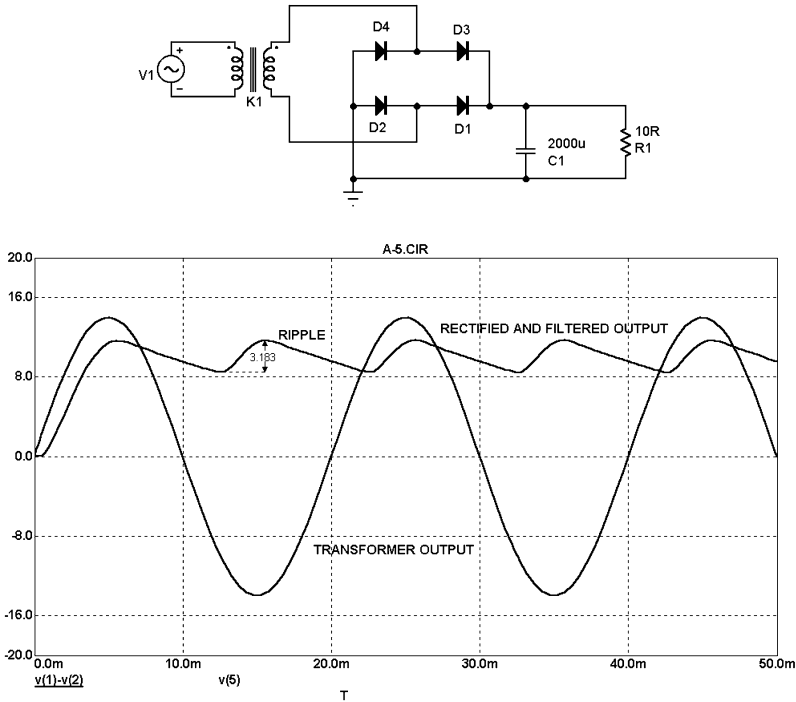 D4
D3
+
V1
−
K1
D2
D1
2000u
C1
10R
R1
A-5.CIR
20.0
16.0
8.0
0.0
-8.0
-16.0
-20.0
RIPPLE
3.183
RECTIFIED AND FILTERED OUTPUT
TRANSFORMER OUTPUT
0.0m 10.0m 20.0m 30.0m 40.0m 50.0m
v(1)-v(2) v(5)
T